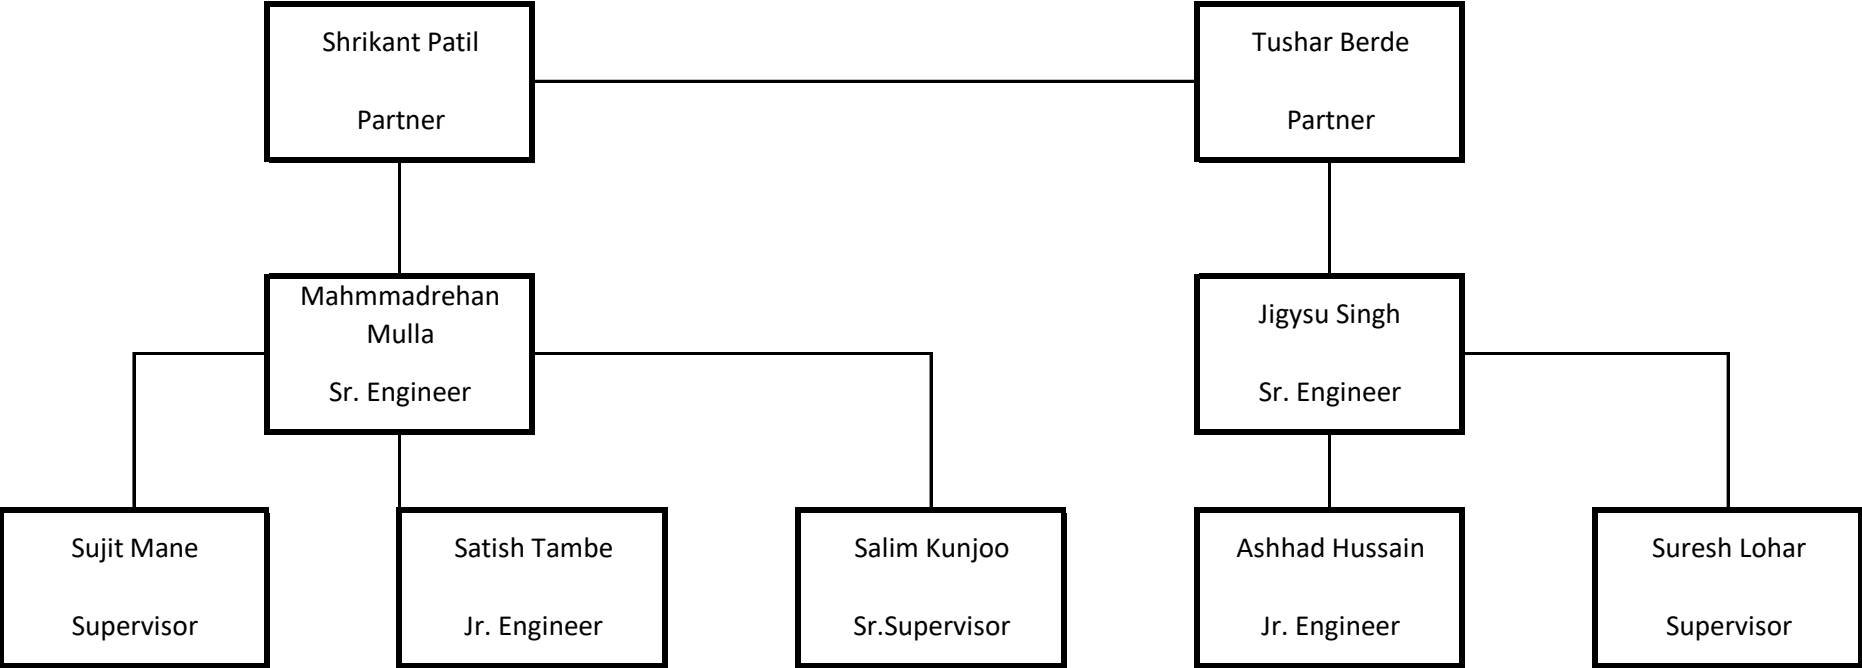 Shrikant Patil
Partner
Tushar Berde
Partner
Mahmmadrehan
Mulla
Sr. Engineer
Jigysu Singh
Sr. Engineer
Sujit Mane
Supervisor
Satish Tambe
Jr. Engineer
Salim Kunjoo
Sr.Supervisor
Ashhad Hussain
Jr. Engineer
Suresh Lohar
Supervisor